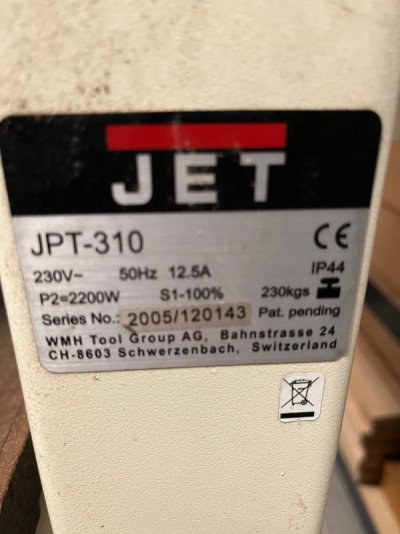 JET
JPT-310 CE
230V~ 50Hz 12.5A IP44
P2=2200W S1-100% 230kgs
Series No.: 2005/120143 Pat. pending
WMH Tool Group AG, Bahnstrasse 24
CH-8603 Schwerzenbach, Switzerland